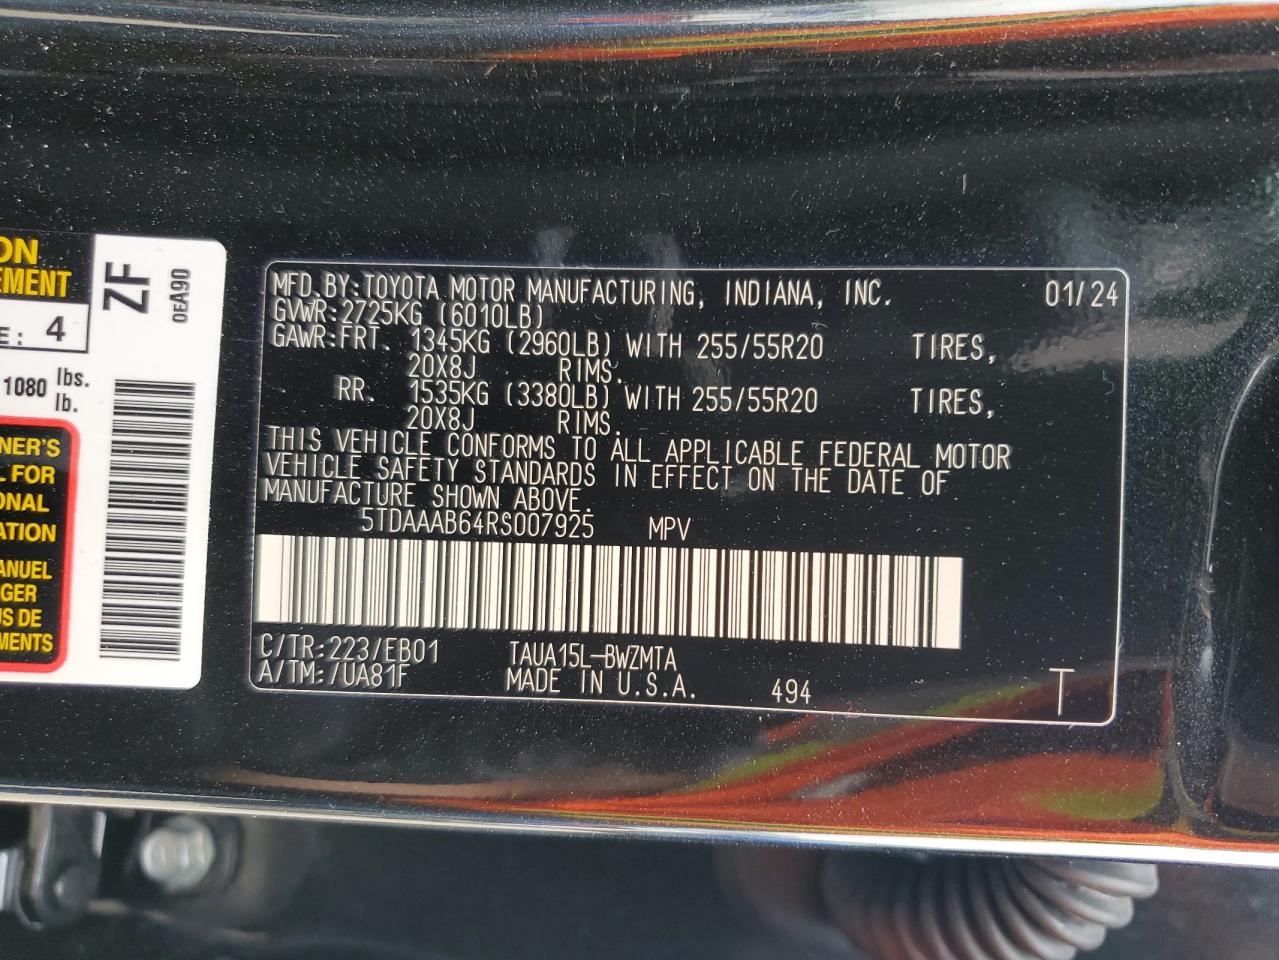 ON
EMENT
E: 4
1080 lbs.
lb.
NER'S
L FOR
ONAL
ATION
ANUEL
GER
US DE
MENTS
ZF
0EA90
MFD.BY:TOYOTA MOTOR MANUFACTURING, INDIANA, INC. 01/24
GVWR:2725KG (6010LB)
GAWR:FRT. 1345KG (2960LB) WITH 255/55R20 TIRES,
20X8J RIMS.
RR. 1535KG (3380LB) WITH 255/55R20 TIRES,
20X8J RIMS.
THIS VEHICLE CONFORMS TO ALL APPLICABLE FEDERAL MOTOR
VEHICLE SAFETY STANDARDS IN EFFECT ON THE DATE OF
MANUFACTURE SHOWN ABOVE.
5TDAAAB64RS007925 MPV
C/TR:223/EB01 TAUA15L-BWZMTA
A/TM:/UA81F MADE IN U.S.A. 494 T